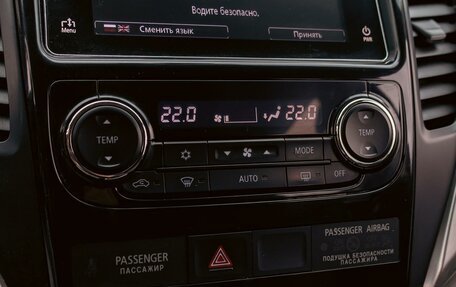 Водите безопасно.
Menu
Сменить язык
Принять
PWR
22.0
22.0
TEMP
TEMP
MODE
AUTO
OFF
PASSENGER
ПАССАЖИР
PASSENGER AIRBAG
ПОДУШКА БЕЗОПАСНОСТИ
ПАССАЖИРА